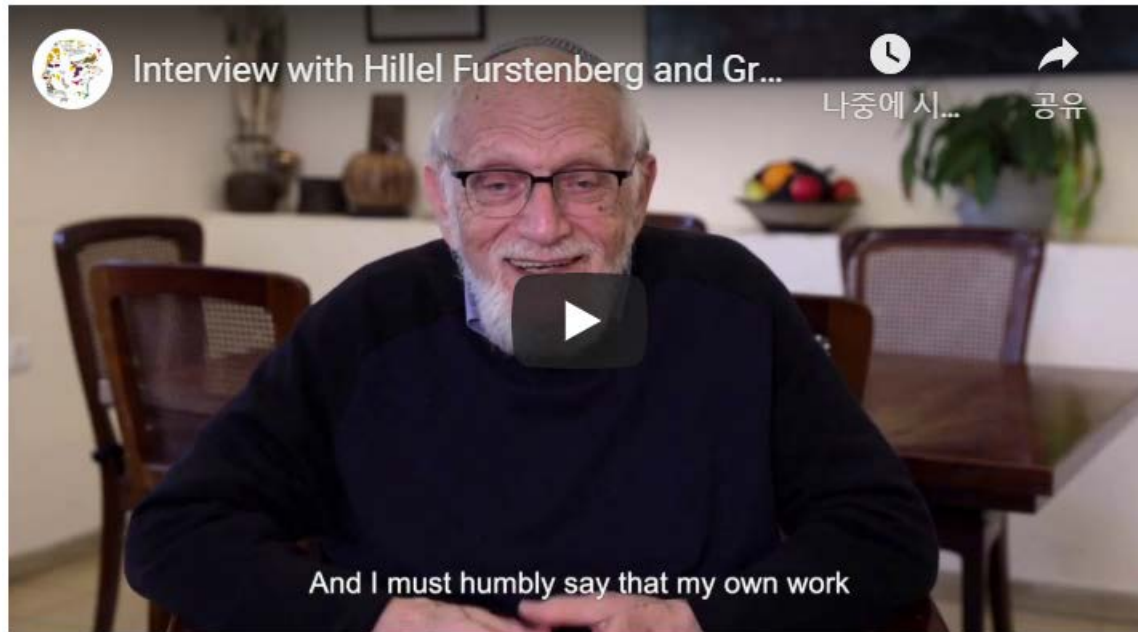 Interview with Hillel Furstenberg and Gr...
나중에 시...
공유
And I must humbly say that my own work